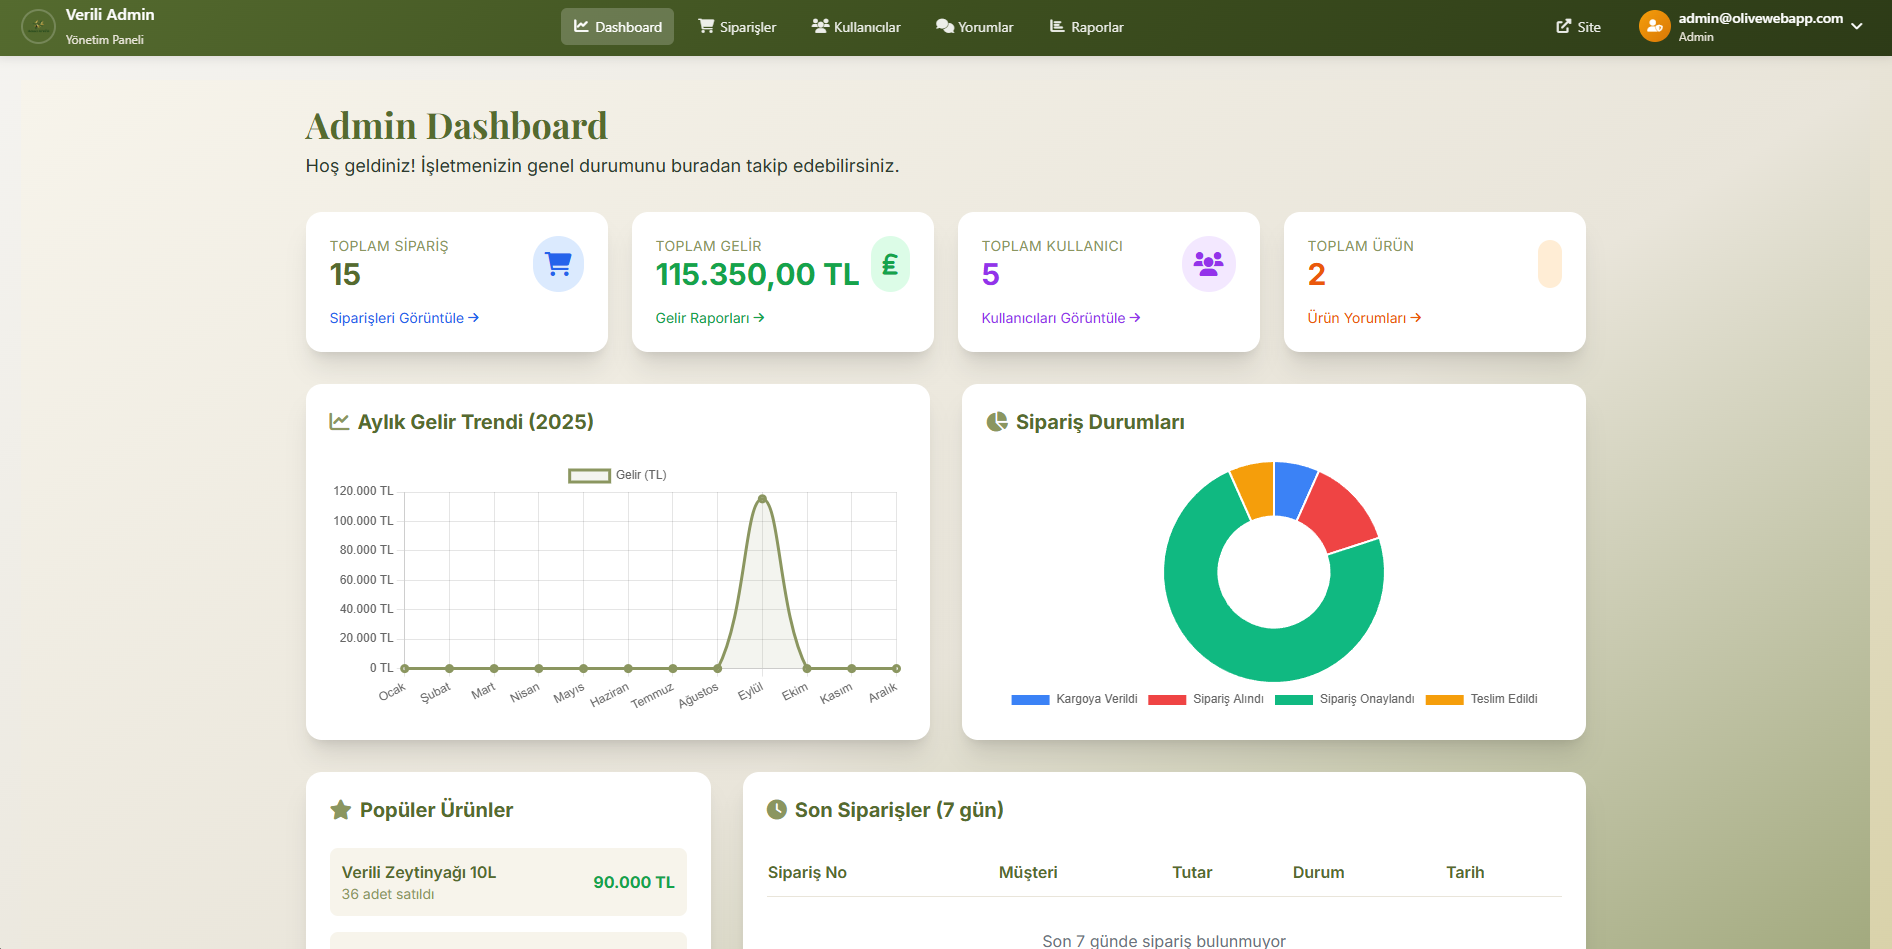 Verili Admin
Yönetim Paneli
Dashboard
Siparişler
Kullanıcılar
Yorumlar
Raporlar
Site
admin@olivewebapp.com
Admin
Admin Dashboard
Hoş geldiniz! İşletmenizin genel durumunu buradan takip edebilirsiniz.
TOPLAM SİPARİŞ
15
Siparişleri Görüntüle →
TOPLAM GELİR
115.350,00 TL
₤
Gelir Raporları →
TOPLAM KULLANICI
5
Kullanıcıları Görüntüle →
TOPLAM ÜRÜN
2
Ürün Yorumları →
Aylık Gelir Trendi (2025)
Gelir (TL)
120.000 TL
100.000 TL
80.000 TL
60.000 TL
40.000 TL
20.000 TL
0 TL
Ocak
Şubat
Mart
Nisan
Mayıs
Haziran
Temmuz
Ağustos
Eylül
Ekim
Kasım
Aralık
Sipariş Durumları
Kargoya Verildi
Sipariş Alındı
Sipariş Onaylandı
Teslim Edildi
Popüler Ürünler
Verili Zeytinyağı 10L
36 adet satıldı
90.000 TL
Son Siparişler (7 gün)
Sipariş No Müşteri Tutar Durum Tarih
Son 7 günde sipariş bulunmuyor